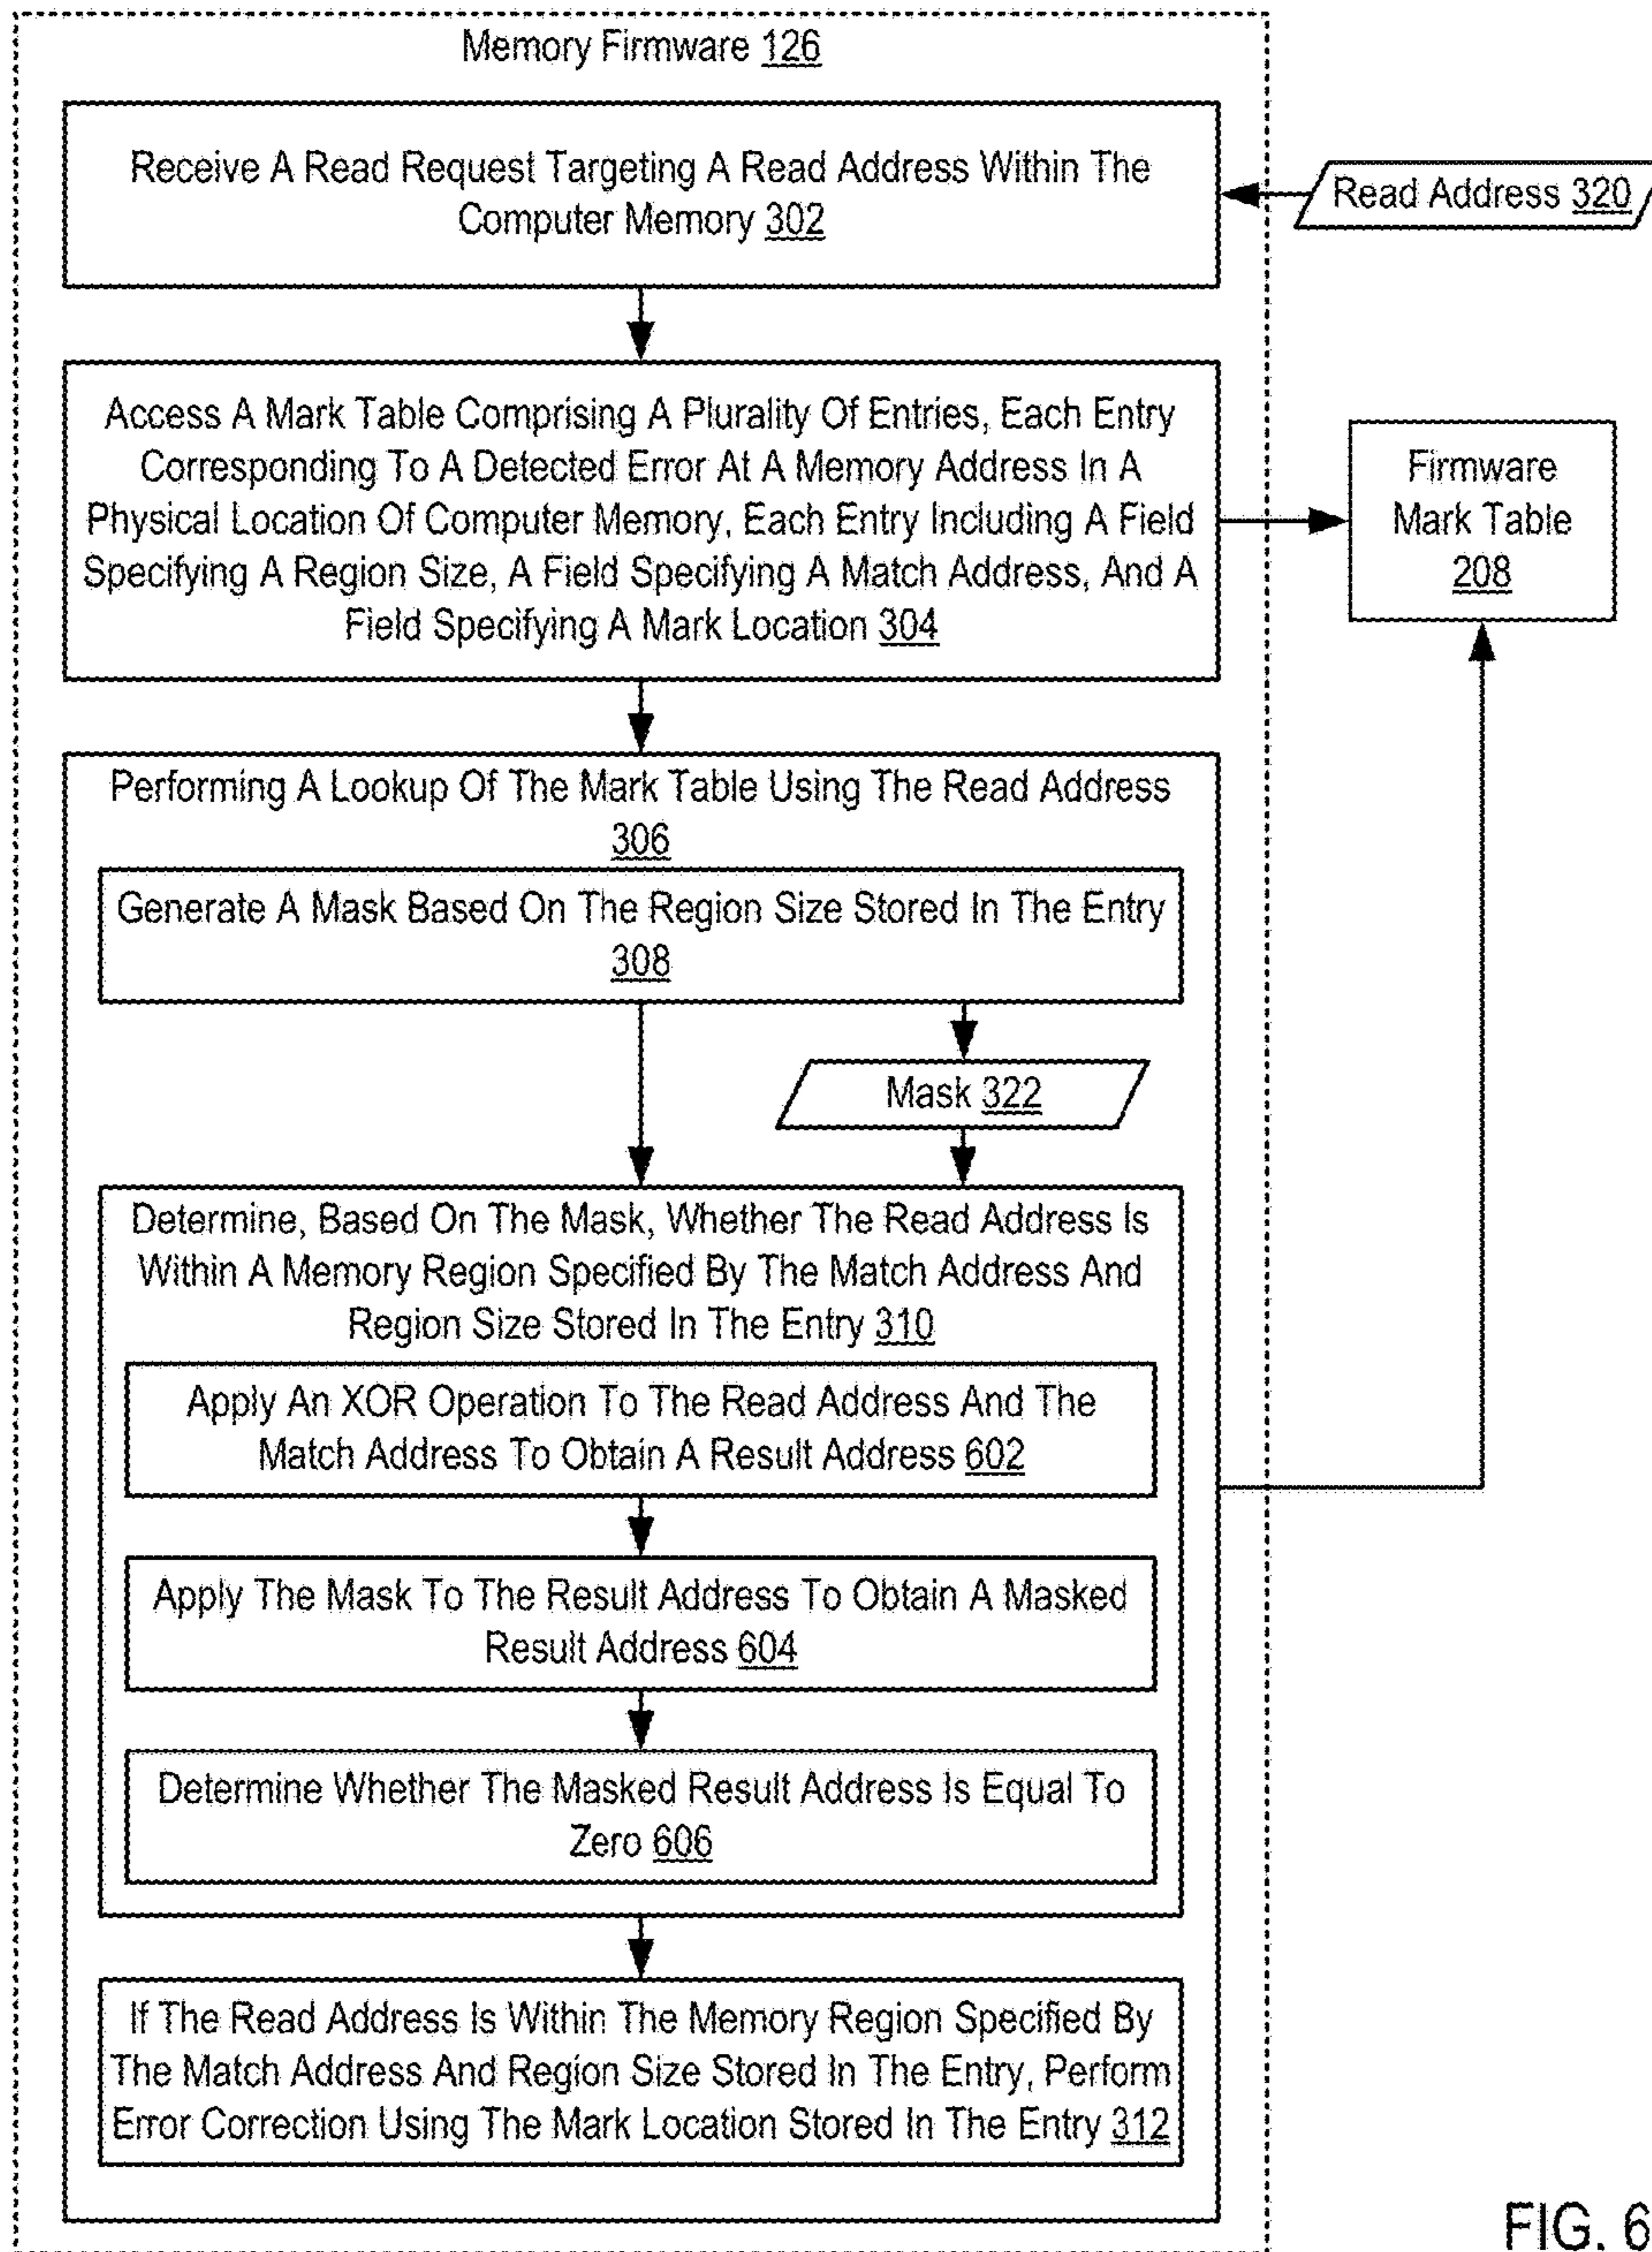 Memory Firmware 126
Receive A Read Request Targeting A Read Address Within The
Computer Memory 302
Read Address 320
Access A Mark Table Comprising A Plurality Of Entries, Each Entry
Corresponding To A Detected Error At A Memory Address In A
Physical Location Of Computer Memory, Each Entry Including A Field
Specifying A Region Size, A Field Specifying A Match Address, And A
Field Specifying A Mark Location 304
Firmware
Mark Table
208
Performing A Lookup Of The Mark Table Using The Read Address
306
Generate A Mask Based On The Region Size Stored In The Entry
308
Mask 322
Determine, Based On The Mask, Whether The Read Address Is
Within A Memory Region Specified By The Match Address And
Region Size Stored In The Entry 310
Apply An XOR Operation To The Read Address And The
Match Address To Obtain A Result Address 602
Apply The Mask To The Result Address To Obtain A Masked
Result Address 604
Determine Whether The Masked Result Address Is Equal To
Zero 606
If The Read Address Is Within The Memory Region Specified By
The Match Address And Region Size Stored In The Entry, Perform
Error Correction Using The Mark Location Stored In The Entry 312
FIG. 6